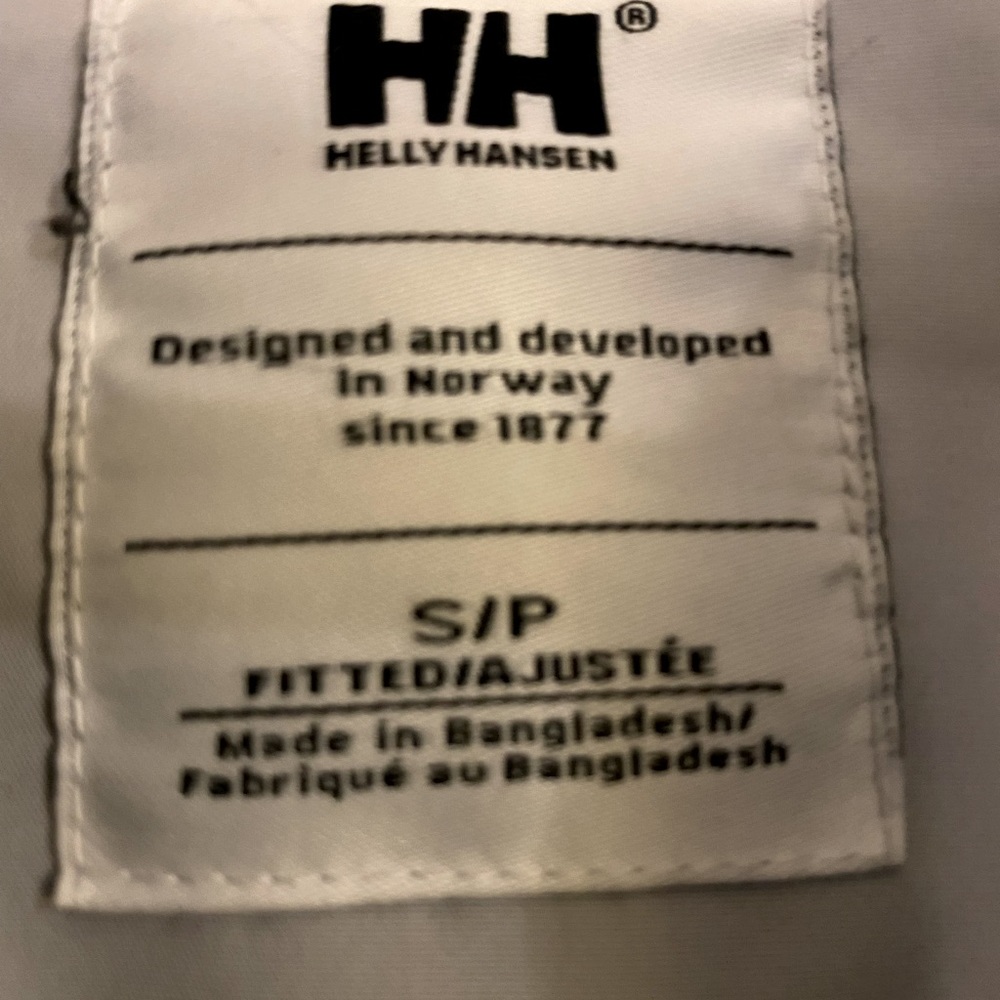 HH®
HELLY HANSEN
Designed and developed
in Norway
since 1877
S/P
FITTED/AJUSTÉE
Made in Bangladesh/
Fabriqué au Bangladesh